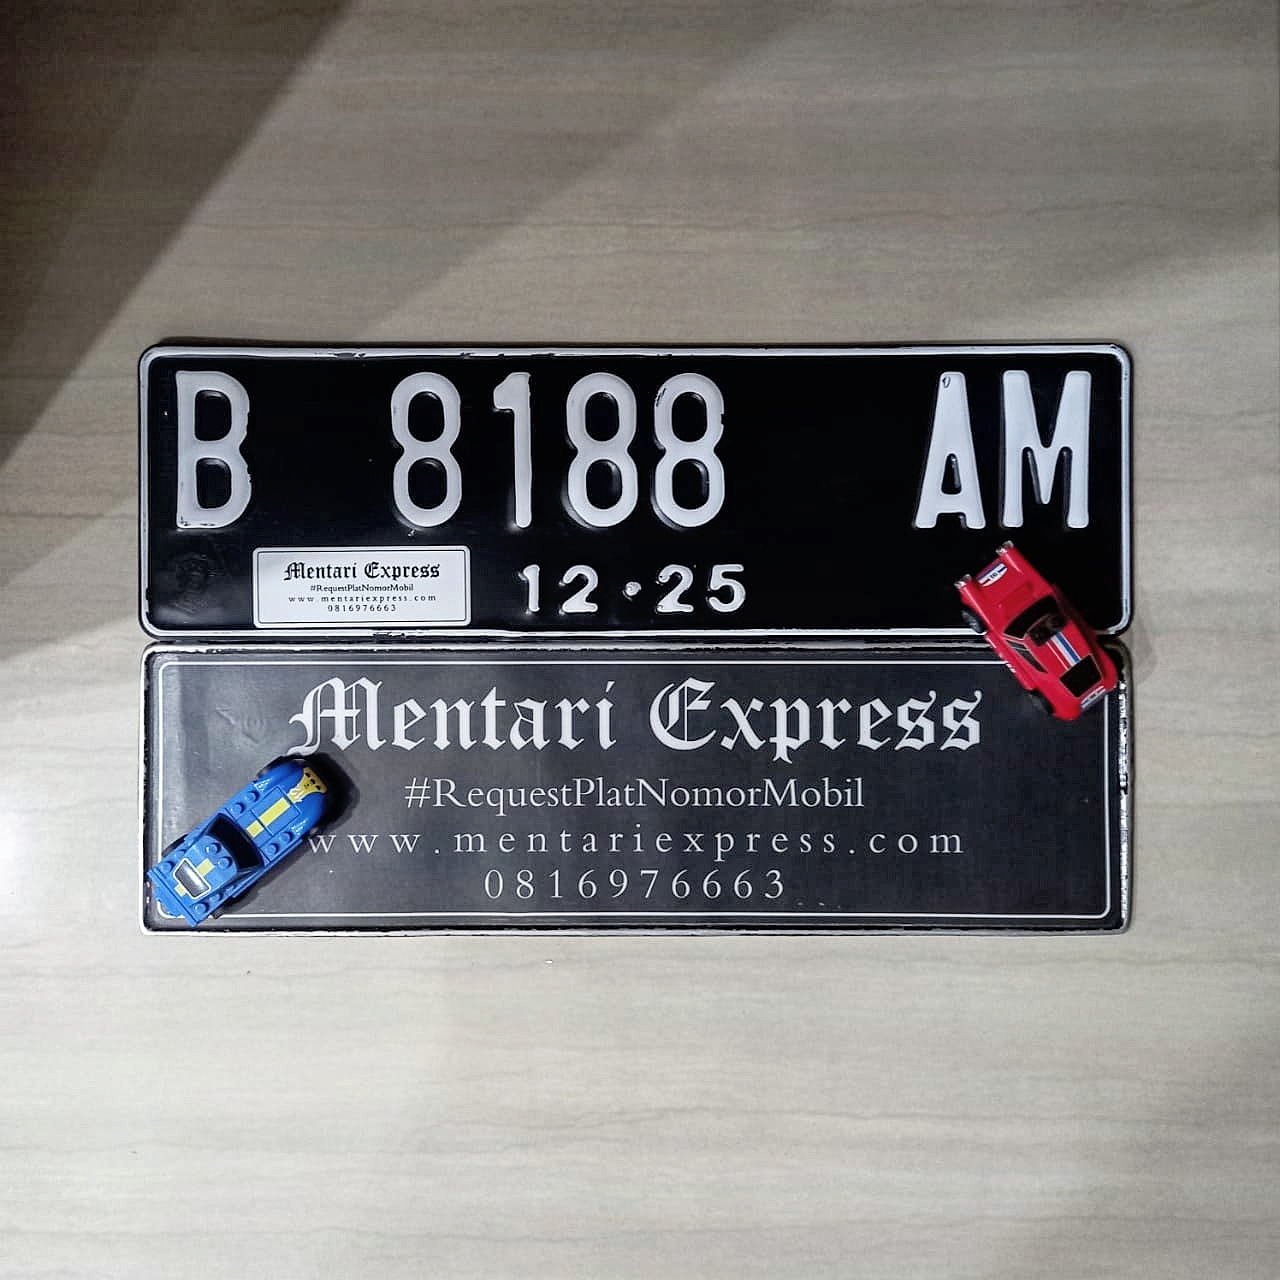 B 8188 AM
Mentari Express
#RequestPlatNomorMobil
www.mentariexpress.com
0816976663
12·25
Mentari Express
#RequestPlatNomorMobil
www.mentariexpress.com
0816976663